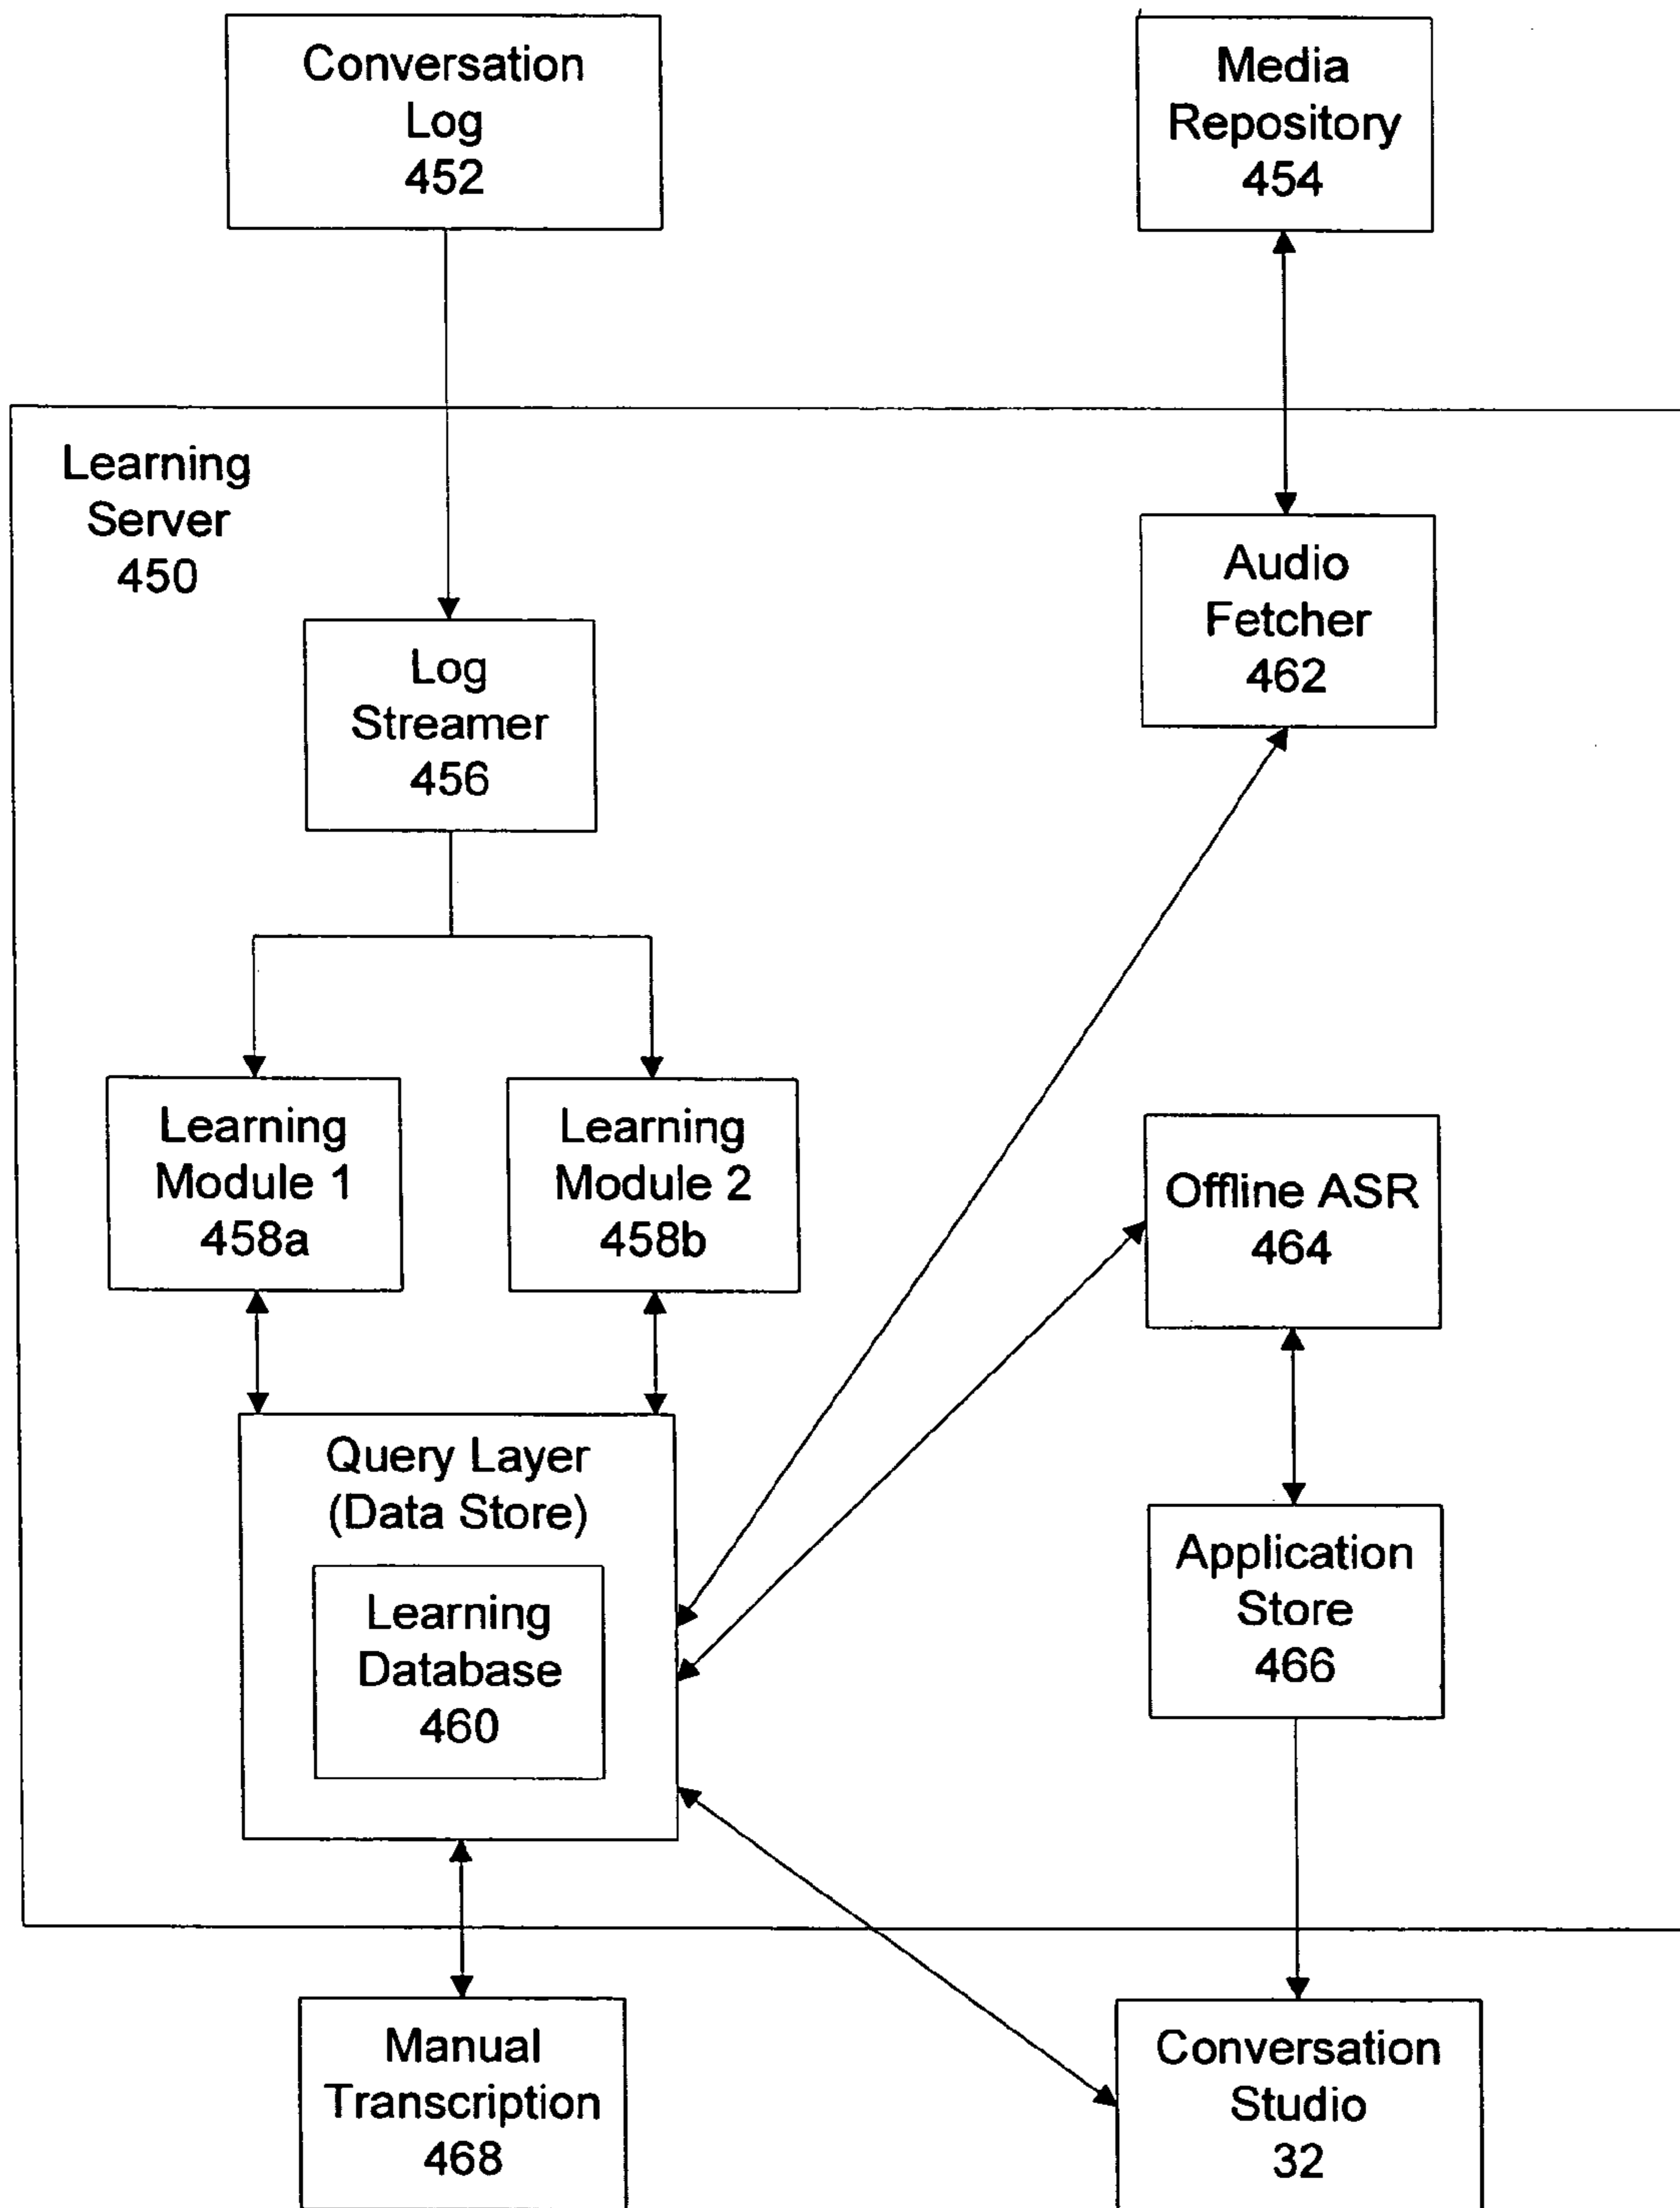 Conversation
Log
452
Media
Repository
454
Learning
Server
450
Audio
Fetcher
462
Log
Streamer
456
Learning
Module 1
458a
Learning
Module 2
458b
Offline ASR
464
Query Layer
(Data Store)
Learning
Database
460
Application
Store
466
Manual
Transcription
468
Conversation
Studio
32